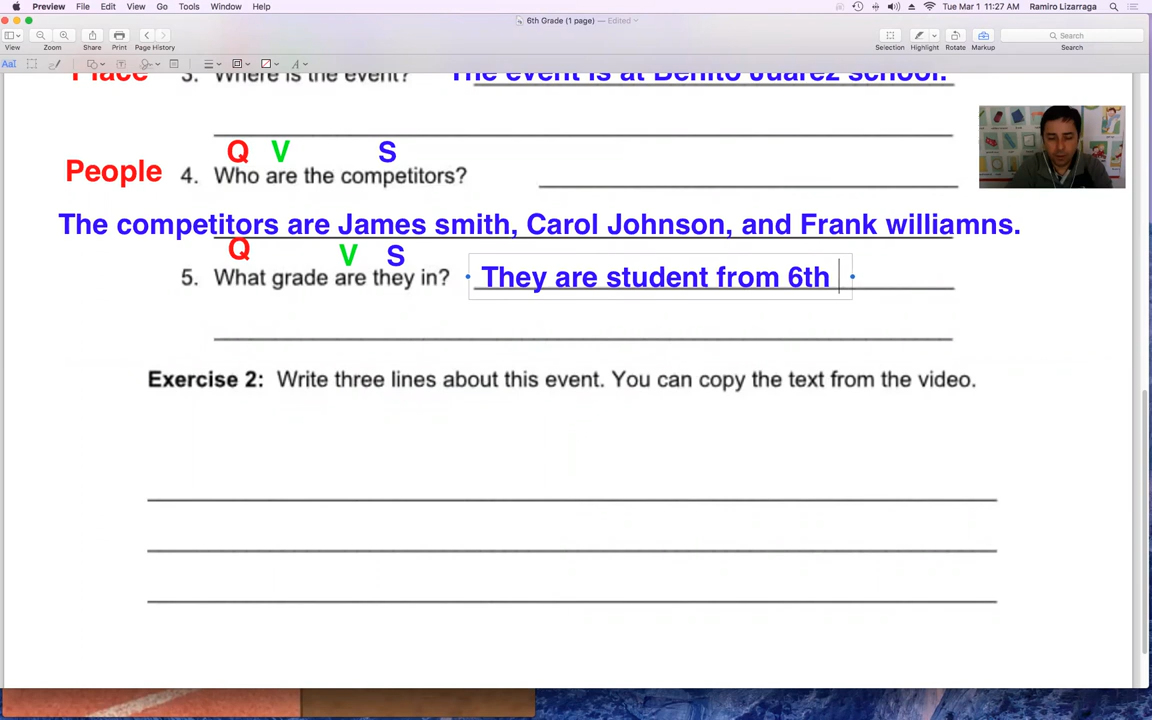 Preview File Edit View Go Tools Window Help Tue Mar 1 11:27 AM Ramiro Lizarraga
6th Grade (1 page) — Edited
View Zoom Share Print Page History Selection Highlight Rotate Markup Search
Search
AaI A
Place 3. Where is the event? The event is at Benito Juarez school.
Q V S
People 4. Who are the competitors?
The competitors are James smith, Carol Johnson, and Frank williamns.
Q V S
5. What grade are they in? They are student from 6th
Exercise 2: Write three lines about this event. You can copy the text from the video.